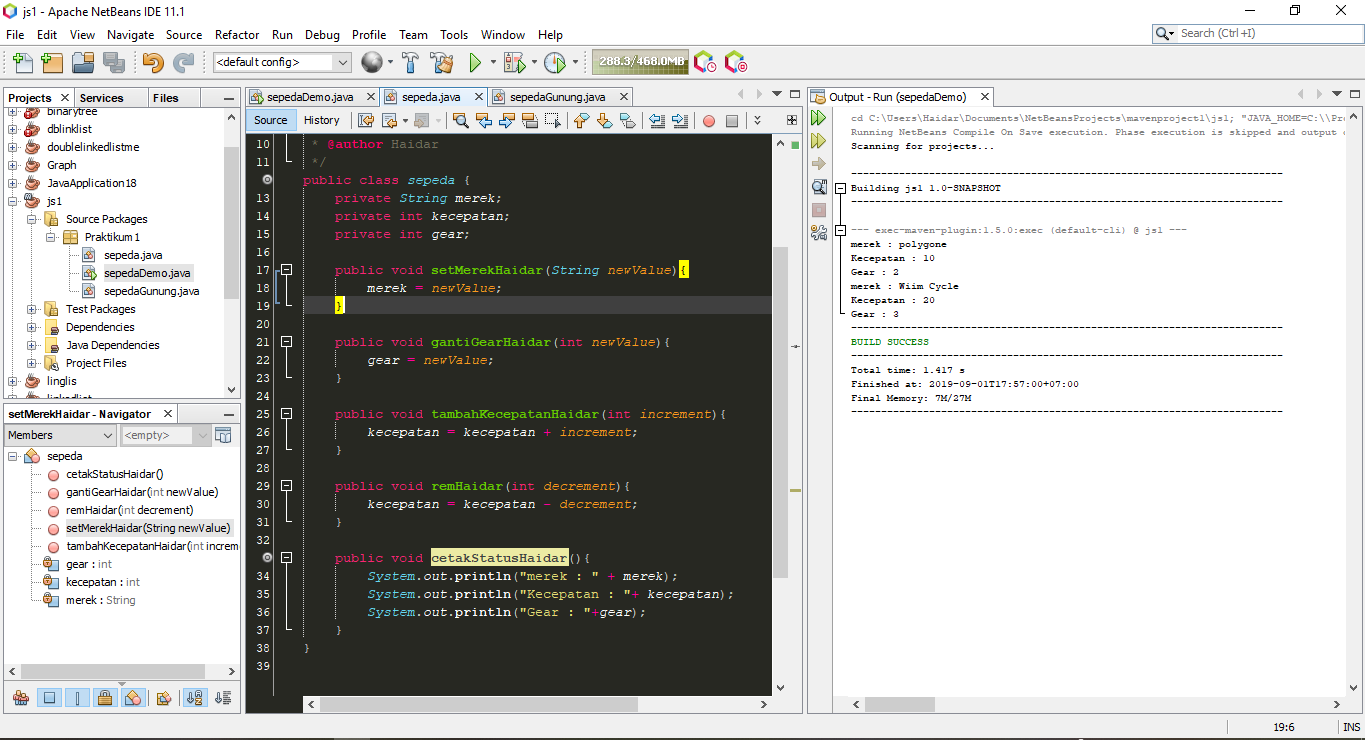 js1 - Apache NetBeans IDE 11.1
File Edit View Navigate Source Refactor Run Debug Profile Team Tools Window Help
Search (Ctrl+I)
<default config>
288.3/468.0MB
Projects
Services
Files
binarytree
dblinklist
doublelinkedlistme
Graph
JavaApplication18
js1
Source Packages
Praktikum1
sepeda.java
sepedaDemo.java
sepedaGunung.java
Test Packages
Dependencies
Java Dependencies
Project Files
linglis
setMerekHaidar - Navigator
Members
<empty>
sepeda
cetakStatusHaidar()
gantiGearHaidar(int newValue)
remHaidar(int decrement)
setMerekHaidar(String newValue)
tambahKecepatanHaidar(int increm
gear : int
kecepatan : int
merek : String
sepedaDemo.java
sepeda.java
sepedaGunung.java
Source
History
10 * @author Haidar
11 */
public class sepeda {
13 private String merek;
14 private int kecepatan;
15 private int gear;
16
17 public void setMerekHaidar(String newValue){
18 merek = newValue;
19 }
20
21 public void gantiGearHaidar(int newValue){
22 gear = newValue;
23 }
24
25 public void tambahKecepatanHaidar(int increment){
26 kecepatan = kecepatan + increment;
27 }
28
29 public void remHaidar(int decrement){
30 kecepatan = kecepatan - decrement;
31 }
32
public void cetakStatusHaidar(){
34 System.out.println("merek : " + merek);
35 System.out.println("Kecepatan : "+ kecepatan);
36 System.out.println("Gear : "+gear);
37 }
38 }
39
Output - Run (sepedaDemo)
cd C:\Users\Haidar\Documents\NetBeansProjects\mavenproject1\js1; "JAVA_HOME=C:\\Pro
Running NetBeans Compile On Save execution. Phase execution is skipped and output
Scanning for projects...
------------------------------------------------------------------------
Building js1 1.0-SNAPSHOT
------------------------------------------------------------------------
--- exec-maven-plugin:1.5.0:exec (default-cli) @ js1 ---
merek : polygone
Kecepatan : 10
Gear : 2
merek : Wiim Cycle
Kecepatan : 20
Gear : 3
------------------------------------------------------------------------
BUILD SUCCESS
------------------------------------------------------------------------
Total time: 1.417 s
Finished at: 2019-09-01T17:57:00+07:00
Final Memory: 7M/27M
------------------------------------------------------------------------
19:6
INS